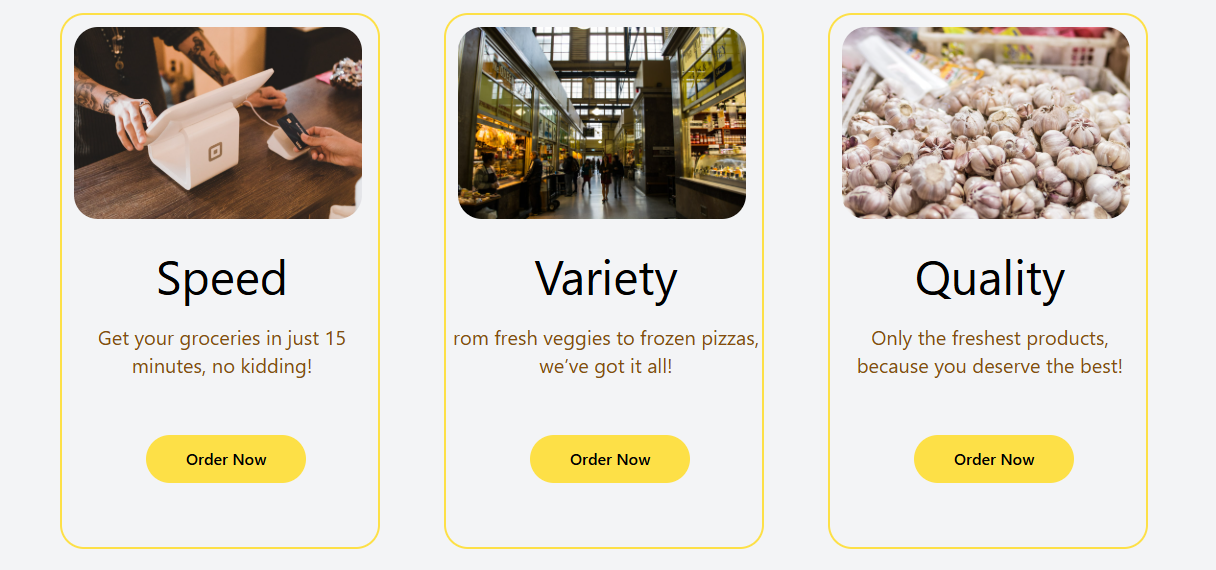 Speed
Get your groceries in just 15
minutes, no kidding!
Order Now
Variety
rom fresh veggies to frozen pizzas,
we’ve got it all!
Order Now
Quality
Only the freshest products,
because you deserve the best!
Order Now